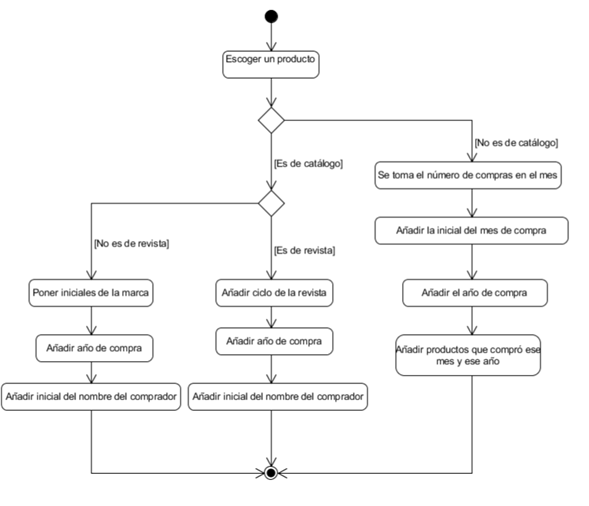 Escoger un producto
[No es de catálogo]
[Es de catálogo]
Se toma el número de compras en el mes
Añadir la inicial del mes de compra
[No es de revista]
[Es de revista]
Poner iniciales de la marca
Añadir ciclo de la revista
Añadir el año de compra
Añadir año de compra
Añadir año de compra
Añadir productos que compró ese
mes y ese año
Añadir inicial del nombre del comprador
Añadir inicial del nombre del comprador